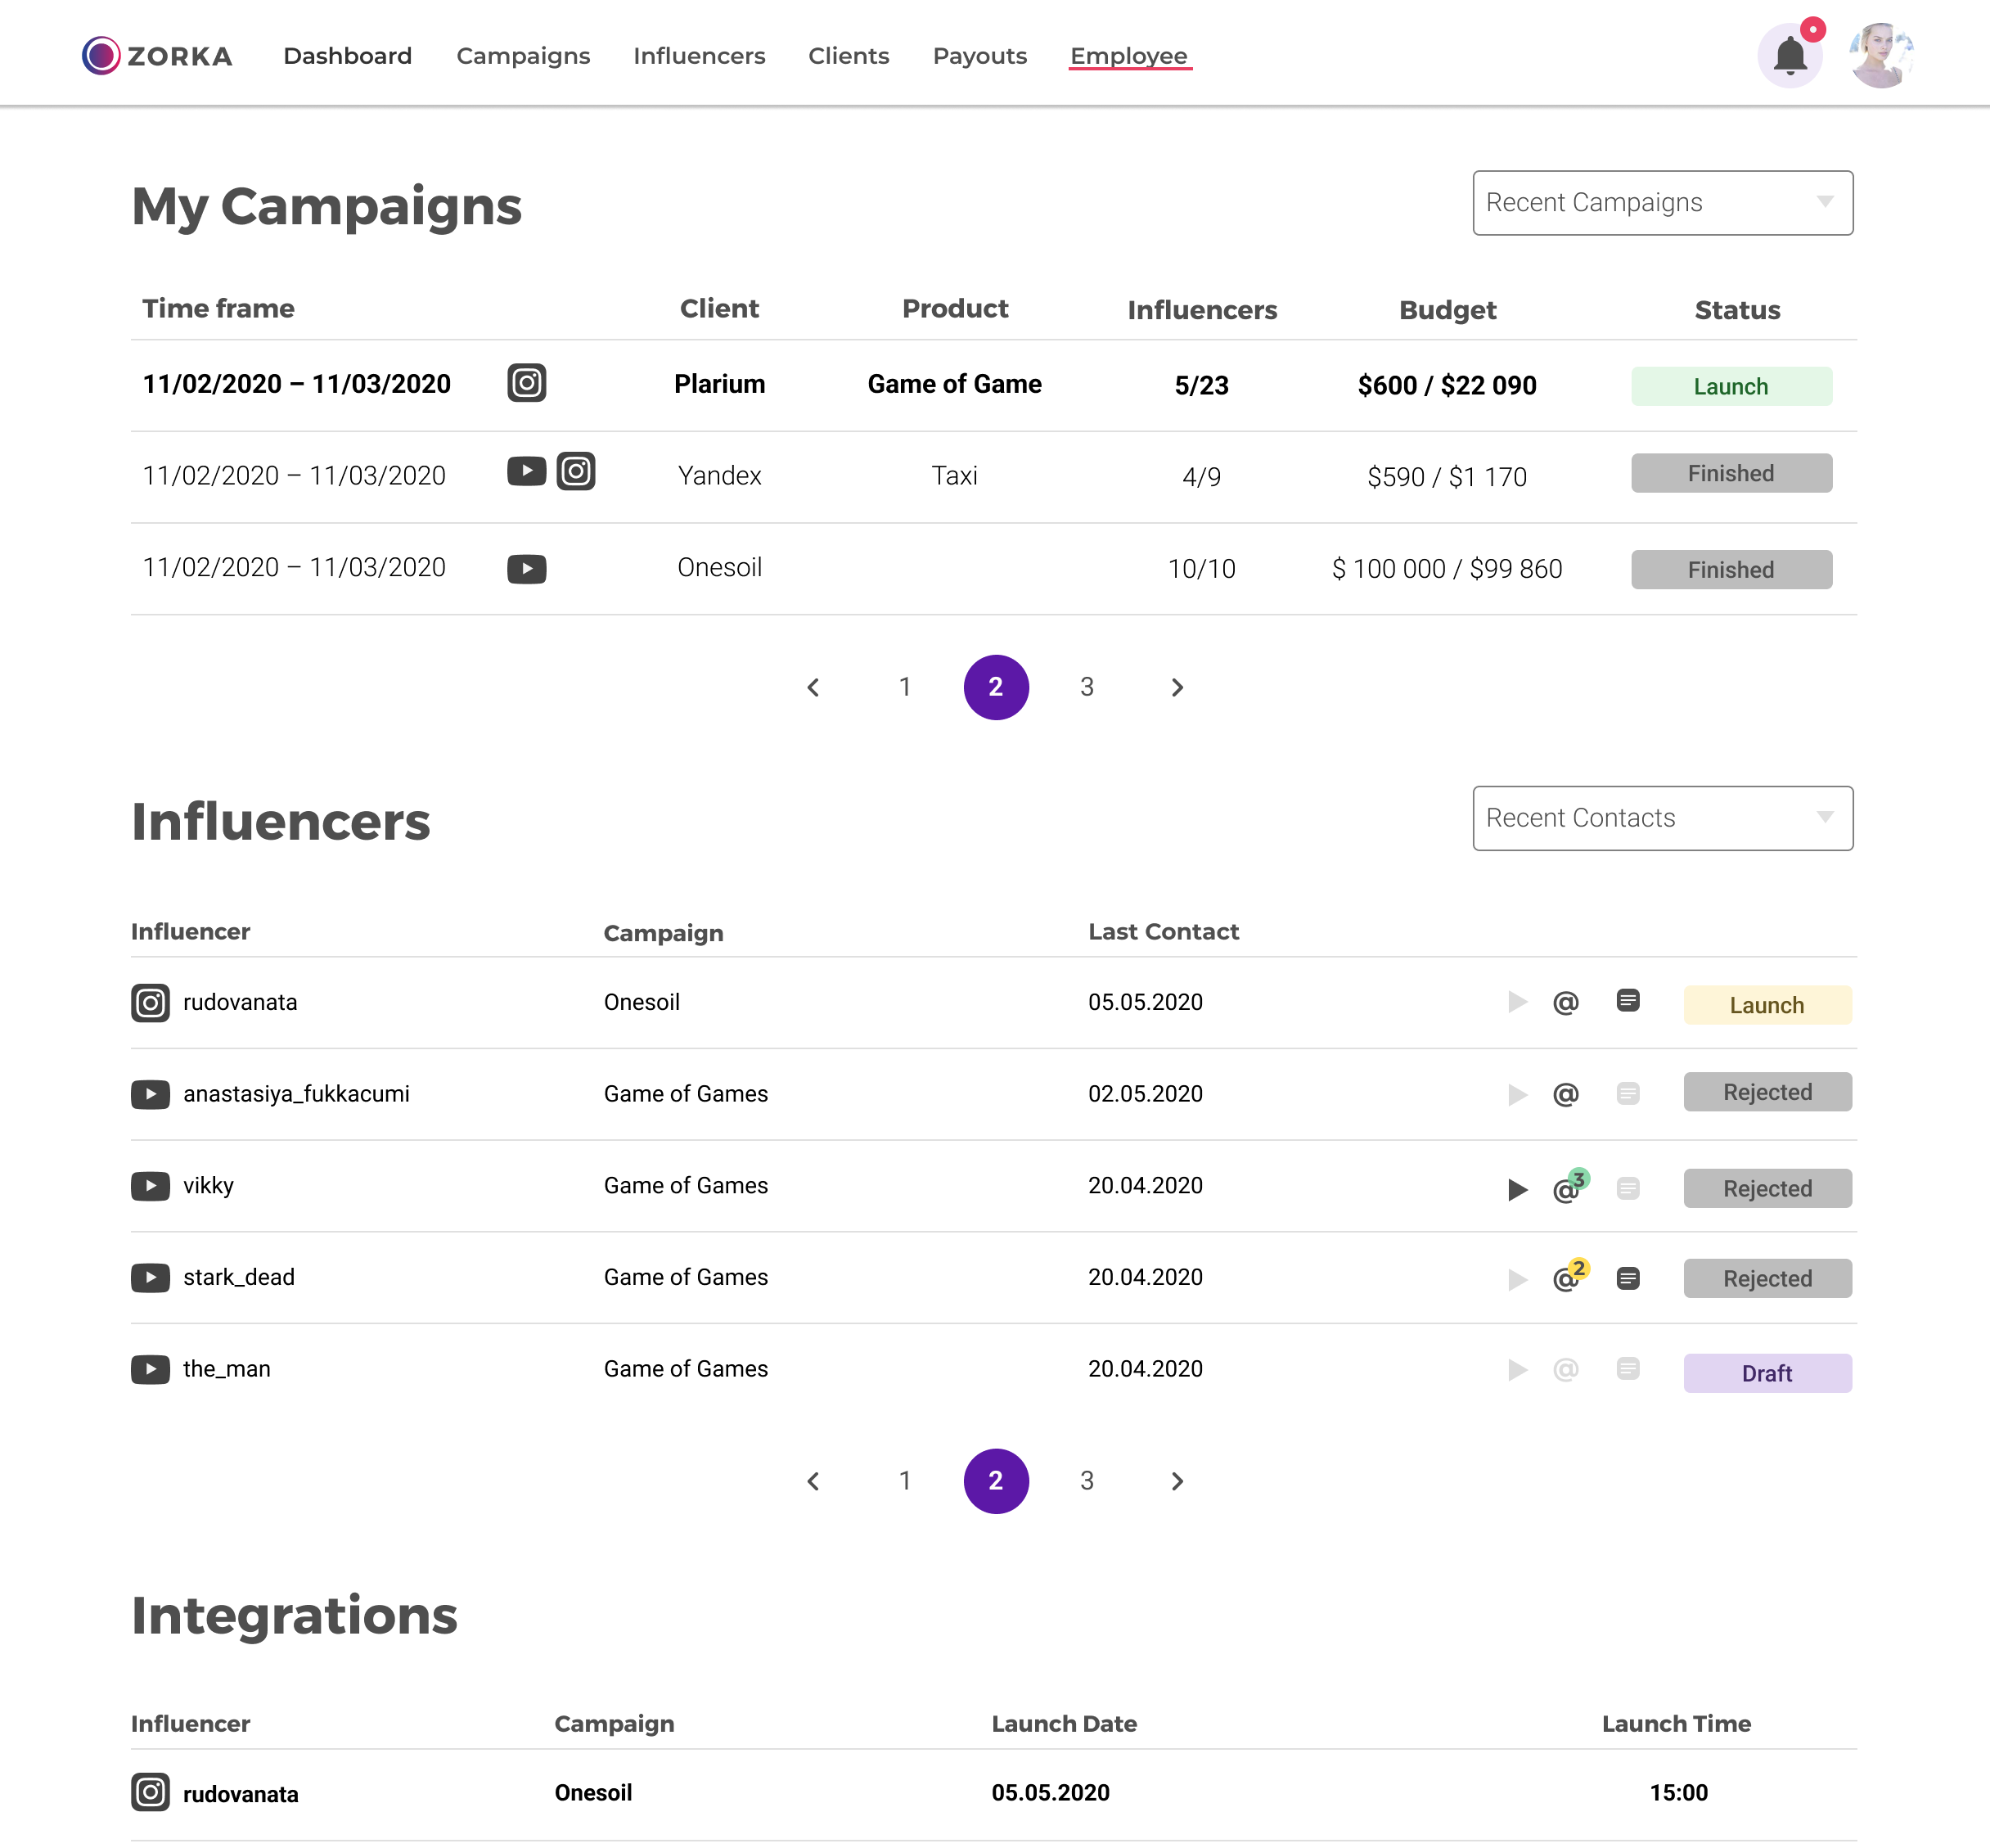 ZORKA Dashboard Campaigns Influencers Clients Payouts Employee
My Campaigns Recent Campaigns
Time frame Client Product Influencers Budget Status
11/02/2020 – 11/03/2020 Plarium Game of Game 5/23 $600 / $22 090 Launch
11/02/2020 – 11/03/2020 Yandex Taxi 4/9 $590 / $1 170 Finished
11/02/2020 – 11/03/2020 Onesoil 10/10 $ 100 000 / $99 860 Finished
1 2 3
Influencers Recent Contacts
Influencer Campaign Last Contact
rudovanata Onesoil 05.05.2020 @ Launch
anastasiya_fukkacumi Game of Games 02.05.2020 @ Rejected
vikky Game of Games 20.04.2020 @ 3 Rejected
stark_dead Game of Games 20.04.2020 @ 2 Rejected
the_man Game of Games 20.04.2020 @ Draft
1 2 3
Integrations
Influencer Campaign Launch Date Launch Time
rudovanata Onesoil 05.05.2020 15:00